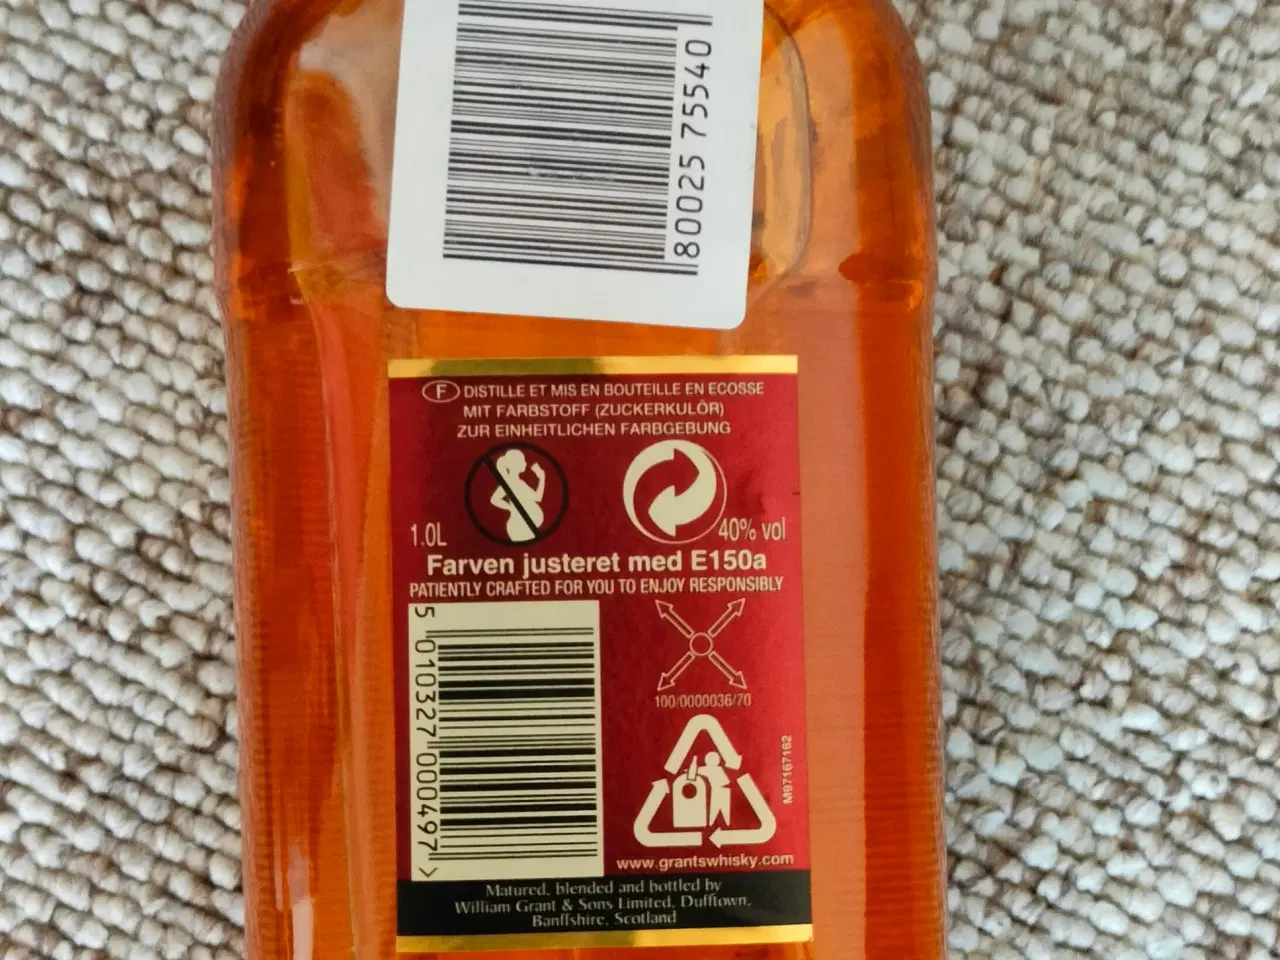 80025 75540
F DISTILLE ET MIS EN BOUTEILLE EN ECOSSE
MIT FARBSTOFF (ZUCKERKULÖR)
ZUR EINHEITLICHEN FARBGEBUNG
1.0L
40% vol
Farven justeret med E150a
PATIENTLY CRAFTED FOR YOU TO ENJOY RESPONSIBLY
5 010327 000497 >
100/0000036/70
M97167162
www.grantswhisky.com
Matured, blended and bottled by
William Grant & Sons Limited, Dufftown,
Banffshire, Scotland